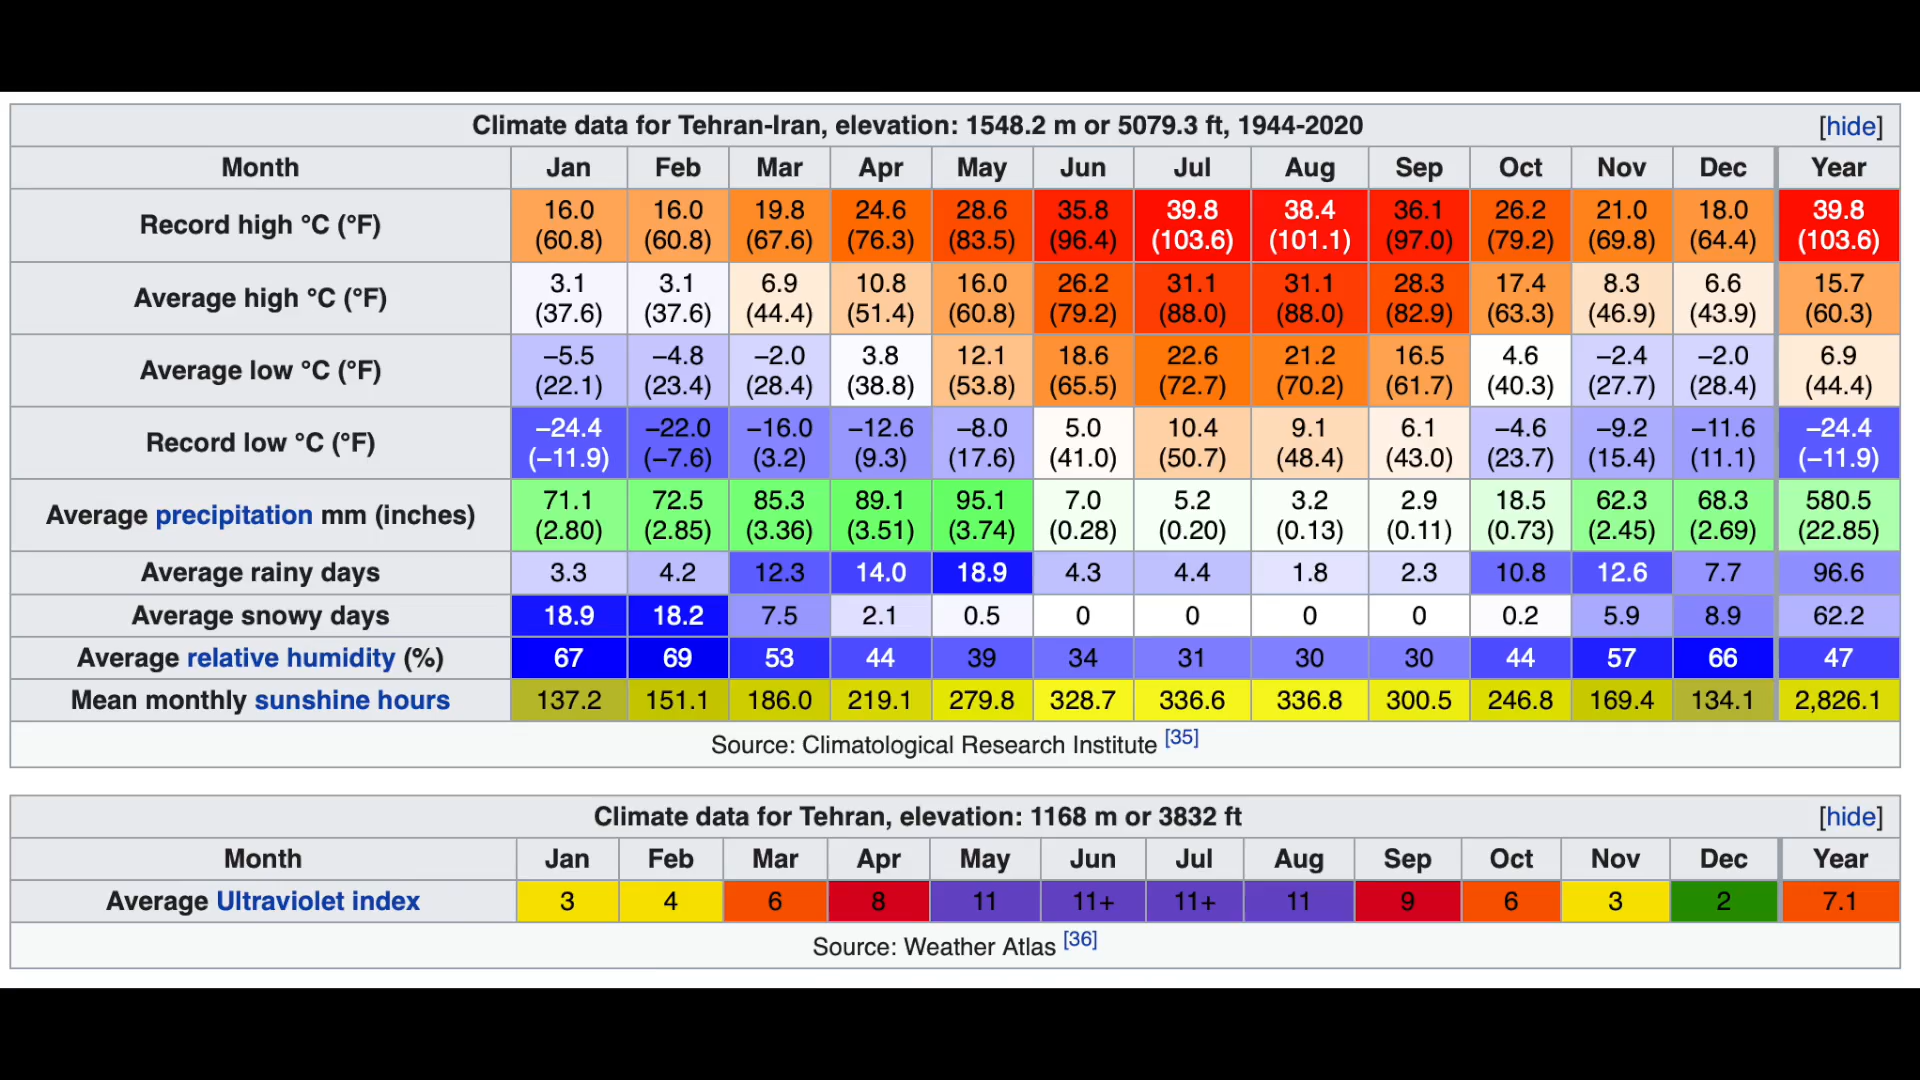 Climate data for Tehran-Iran, elevation: 1548.2 m or 5079.3 ft, 1944-2020 [hide]
Month Jan Feb Mar Apr May Jun Jul Aug Sep Oct Nov Dec Year
Record high °C (°F) 16.0 (60.8) 16.0 (60.8) 19.8 (67.6) 24.6 (76.3) 28.6 (83.5) 35.8 (96.4) 39.8 (103.6) 38.4 (101.1) 36.1 (97.0) 26.2 (79.2) 21.0 (69.8) 18.0 (64.4) 39.8 (103.6)
Average high °C (°F) 3.1 (37.6) 3.1 (37.6) 6.9 (44.4) 10.8 (51.4) 16.0 (60.8) 26.2 (79.2) 31.1 (88.0) 31.1 (88.0) 28.3 (82.9) 17.4 (63.3) 8.3 (46.9) 6.6 (43.9) 15.7 (60.3)
Average low °C (°F) −5.5 (22.1) −4.8 (23.4) −2.0 (28.4) 3.8 (38.8) 12.1 (53.8) 18.6 (65.5) 22.6 (72.7) 21.2 (70.2) 16.5 (61.7) 4.6 (40.3) −2.4 (27.7) −2.0 (28.4) 6.9 (44.4)
Record low °C (°F) −24.4 (−11.9) −22.0 (−7.6) −16.0 (3.2) −12.6 (9.3) −8.0 (17.6) 5.0 (41.0) 10.4 (50.7) 9.1 (48.4) 6.1 (43.0) −4.6 (23.7) −9.2 (15.4) −11.6 (11.1) −24.4 (−11.9)
Average precipitation mm (inches) 71.1 (2.80) 72.5 (2.85) 85.3 (3.36) 89.1 (3.51) 95.1 (3.74) 7.0 (0.28) 5.2 (0.20) 3.2 (0.13) 2.9 (0.11) 18.5 (0.73) 62.3 (2.45) 68.3 (2.69) 580.5 (22.85)
Average rainy days 3.3 4.2 12.3 14.0 18.9 4.3 4.4 1.8 2.3 10.8 12.6 7.7 96.6
Average snowy days 18.9 18.2 7.5 2.1 0.5 0 0 0 0 0.2 5.9 8.9 62.2
Average relative humidity (%) 67 69 53 44 39 34 31 30 30 44 57 66 47
Mean monthly sunshine hours 137.2 151.1 186.0 219.1 279.8 328.7 336.6 336.8 300.5 246.8 169.4 134.1 2,826.1
Source: Climatological Research Institute [35]
Climate data for Tehran, elevation: 1168 m or 3832 ft [hide]
Month Jan Feb Mar Apr May Jun Jul Aug Sep Oct Nov Dec Year
Average Ultraviolet index 3 4 6 8 11 11+ 11+ 11 9 6 3 2 7.1
Source: Weather Atlas [36]